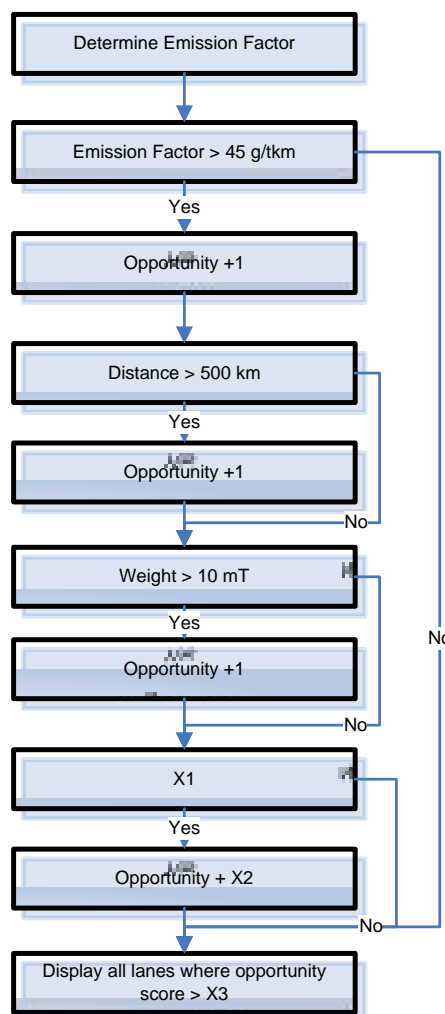 Determine Emission Factor
Emission Factor > 45 g/tkm
Yes
Opportunity +1
Distance > 500 km
Yes
Opportunity +1
No
Weight > 10 mT
Yes
No
Opportunity +1
No
X1
Yes
Opportunity + X2
No
Display all lanes where opportunity
score > X3